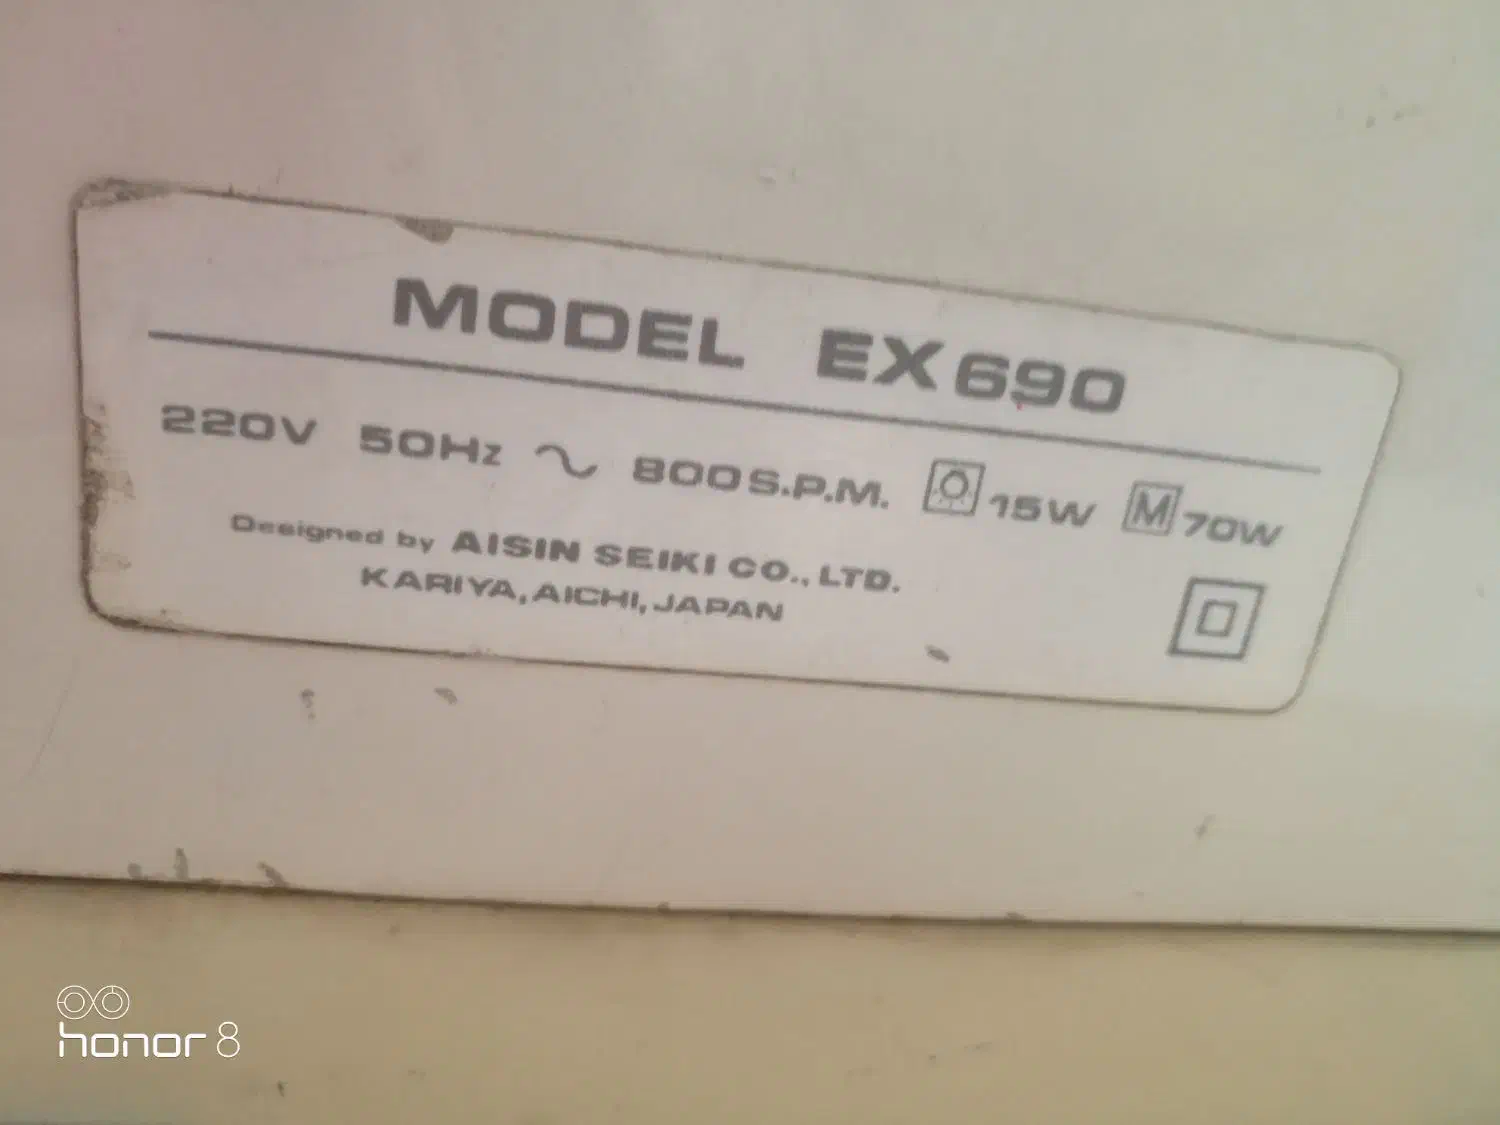 MODEL EX690
220V 50Hz ~ 800S.P.M. 15W M 70W
Designed by AISIN SEIKI CO., LTD.
KARIYA, AICHI, JAPAN
honor 8